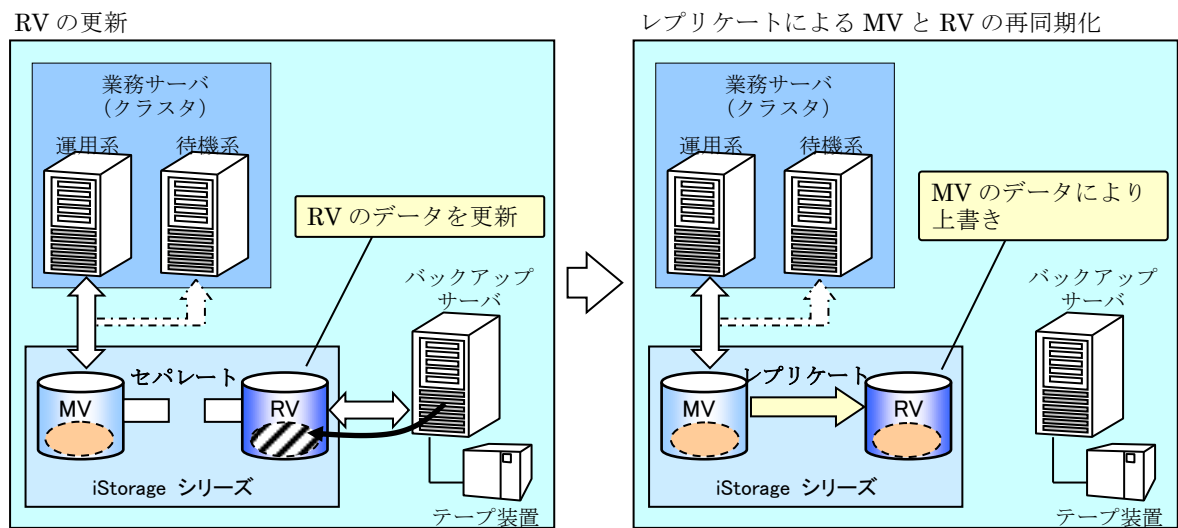 RV の更新
業務サーバ
（クラスタ）
運用系
待機系
RV のデータを更新
バックアップ
サーバ
セパレート
MV
RV
iStorage シリーズ
テープ装置
レプリケートによる MV と RV の再同期化
業務サーバ
（クラスタ）
運用系
待機系
MV のデータにより
上書き
バックアップ
サーバ
レプリケート
MV
RV
iStorage シリーズ
テープ装置